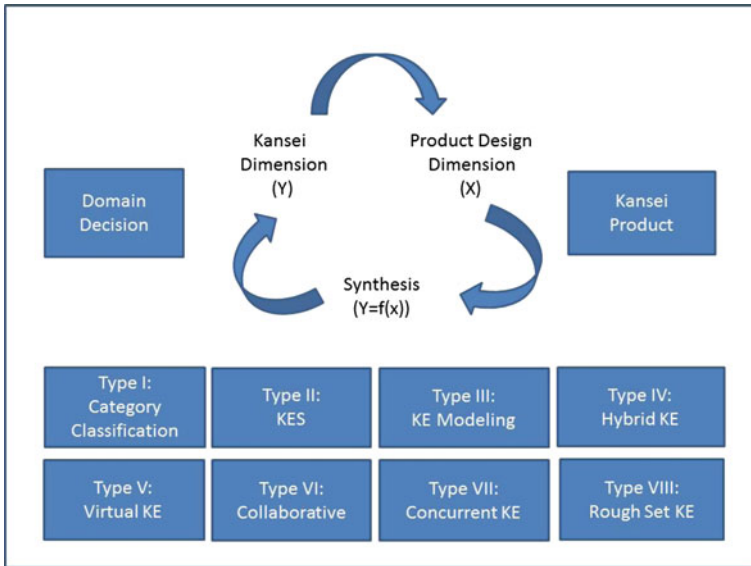 Kansei
Dimension
(Y)
Product Design
Dimension
(X)
Domain
Decision
Kansei
Product
Synthesis
(Y=f(x))
Type I:
Category
Classification
Type II:
KES
Type III:
KE Modeling
Type IV:
Hybrid KE
Type V:
Virtual KE
Type VI:
Collaborative
Type VII:
Concurrent KE
Type VIII:
Rough Set KE